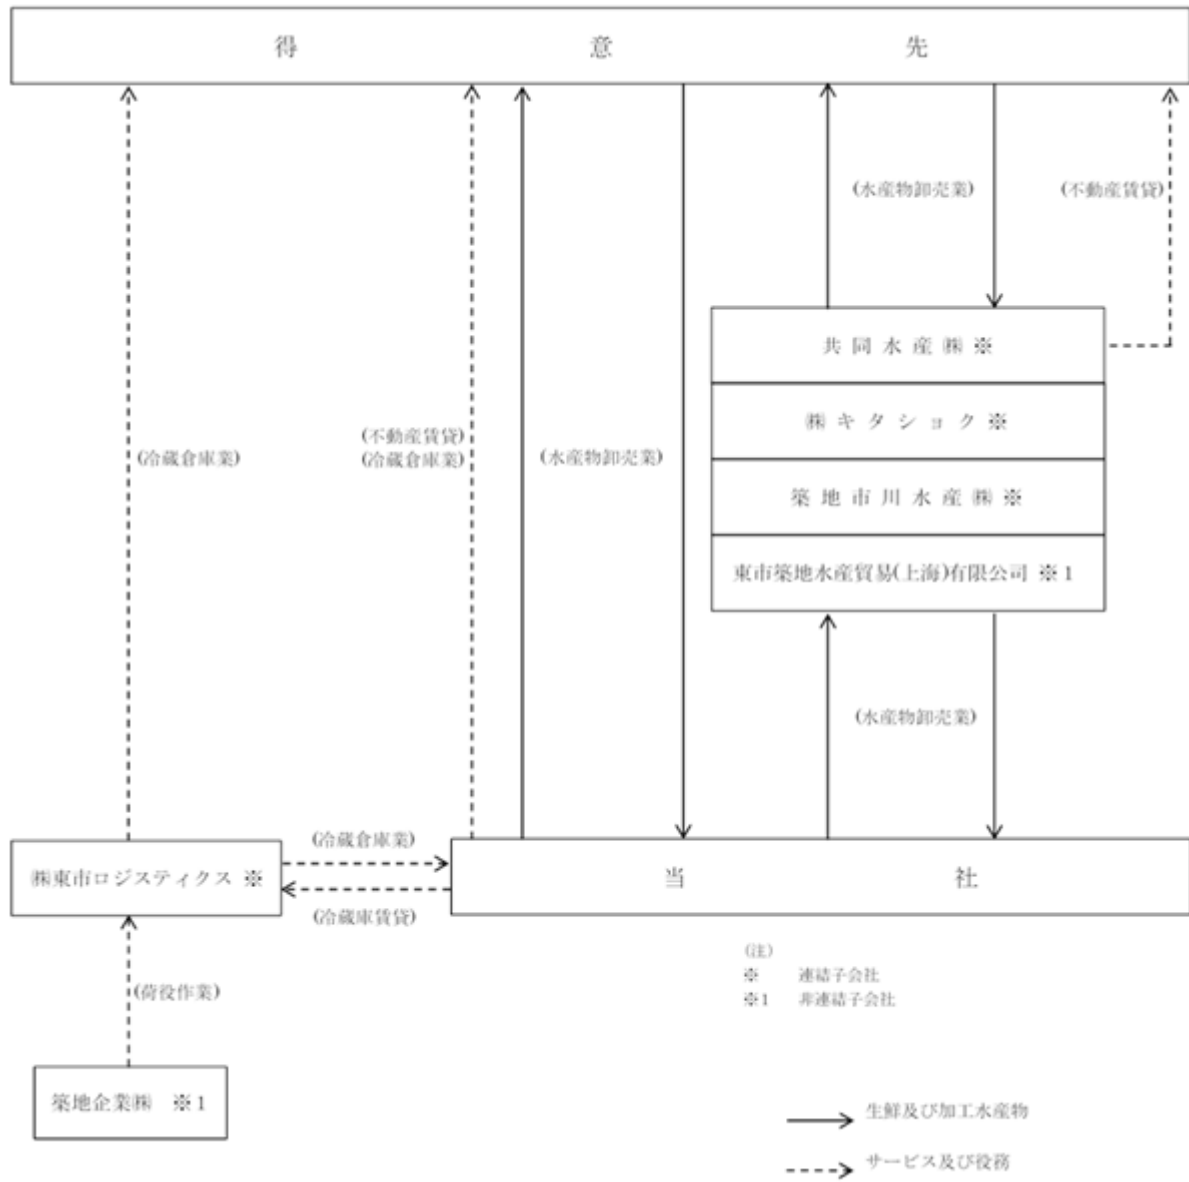 得意先
(水産物卸売業)
(不動産賃貸)
共同水産㈱ ※
㈱キタショク ※
(不動産賃貸)
(冷蔵倉庫業)
(冷蔵倉庫業)
(水産物卸売業)
築地市川水産㈱ ※
東市築地水産貿易(上海)有限公司 ※1
(水産物卸売業)
(冷蔵倉庫業)
㈱東市ロジスティクス ※
当社
(冷蔵庫賃貸)
(注)
※ 連結子会社
※1 非連結子会社
(荷役作業)
築地企業㈱ ※1
生鮮及び加工水産物
サービス及び役務